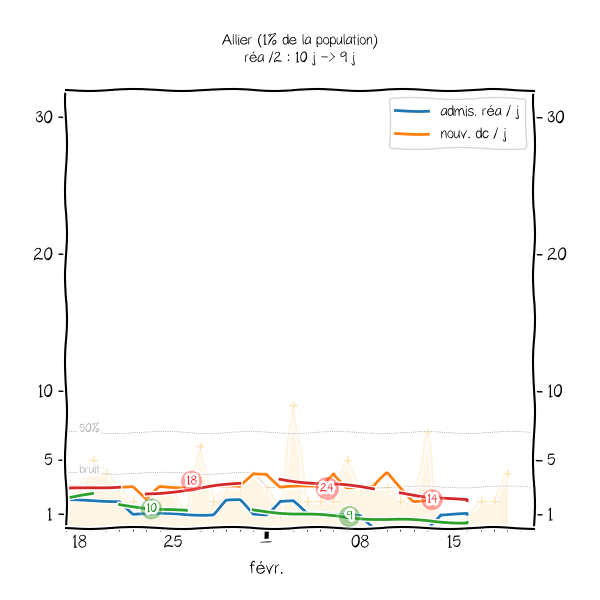 Allier (1% de la population)
réa /2 : 10 j -> 9 j
admis. réa / j
nouv. dc / j
30 30
20 20
10 10
50%
5 5
bruit
18
24
14
10
9
1 1
18 25 1 08 15
févr.